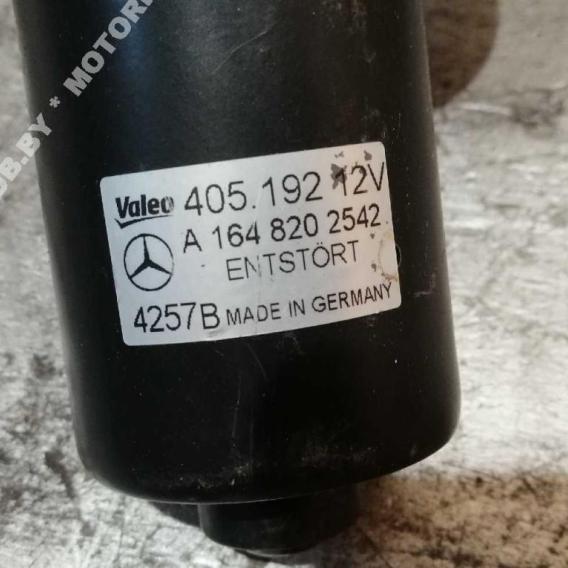 Valeo 405.192 12V
A 164 820 2542
ENTSTÖRT
4257B MADE IN GERMANY